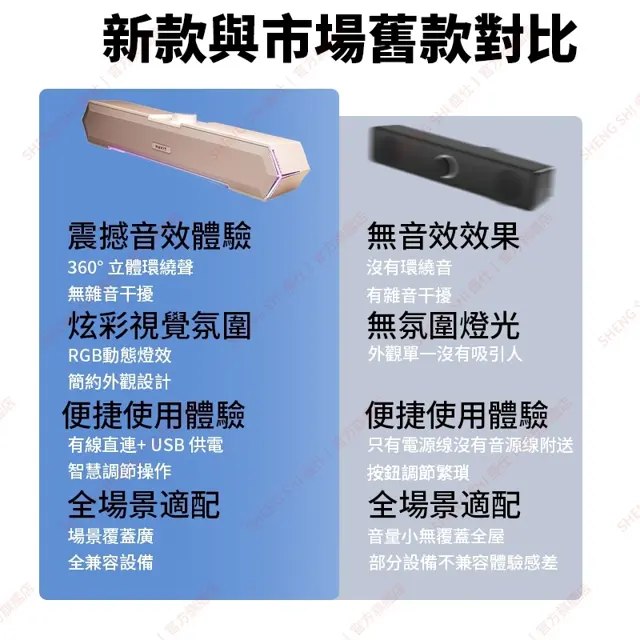 新款與市場舊款對比
HAVIT
震撼音效體驗
360° 立體環繞聲
無雜音干擾
炫彩視覺氛圍
RGB動態燈效
簡約外觀設計
便捷使用體驗
有線直連+ USB 供電
智慧調節操作
全場景適配
場景覆蓋廣
全兼容設備
無音效效果
沒有環繞音
有雜音干擾
無氛圍燈光
外觀單一沒有吸引人
便捷使用體驗
只有電源线沒有音源線附送
按鈕調節繁瑣
全場景適配
音量小無覆蓋全屋
部分設備不兼容體驗感差